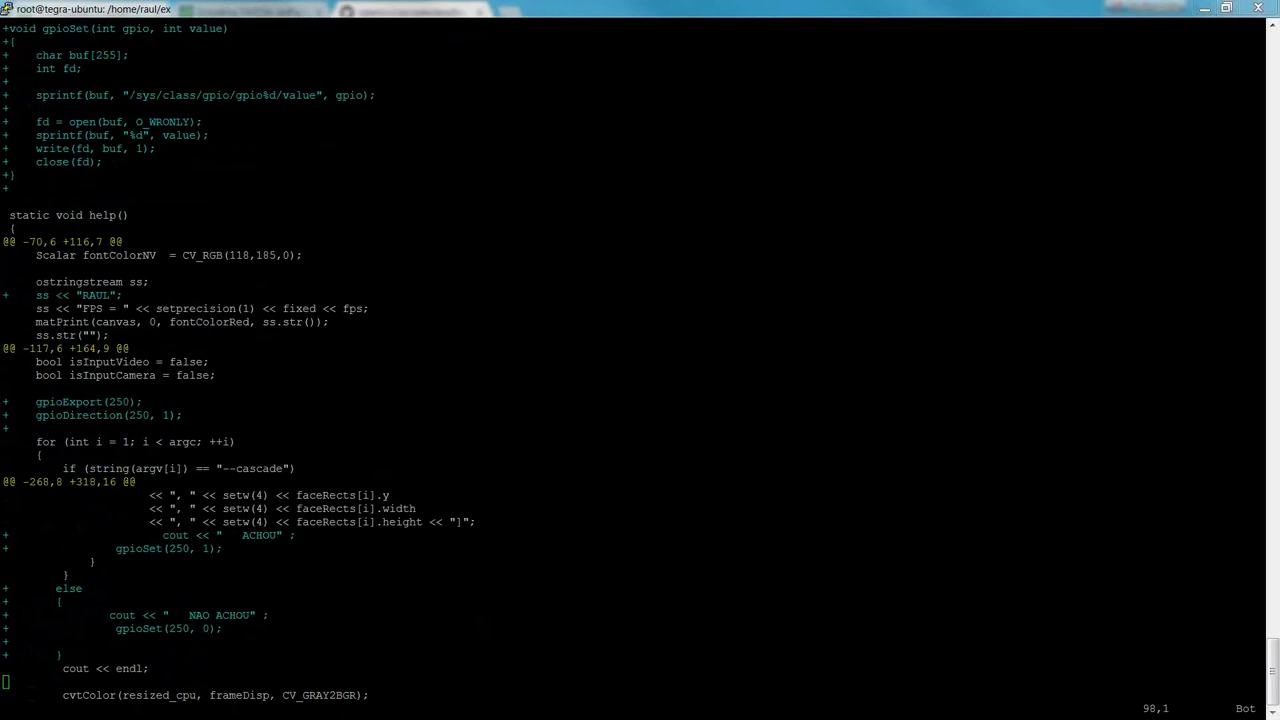 root@tegra-ubuntu: /home/raul/ex
+void gpioSet(int gpio, int value)
+{
+    char buf[255];
+    int fd;
+
+    sprintf(buf, "/sys/class/gpio/gpio%d/value", gpio);
+
+    fd = open(buf, O_WRONLY);
+    sprintf(buf, "%d", value);
+    write(fd, buf, 1);
+    close(fd);
+}
+
 static void help()
 {
@@ -70,6 +116,7 @@
     Scalar fontColorNV  = CV_RGB(118,185,0);
     ostringstream ss;
+    ss << "RAUL";
     ss << "FPS = " << setprecision(1) << fixed << fps;
     matPrint(canvas, 0, fontColorRed, ss.str());
     ss.str("");
@@ -117,6 +164,9 @@
     bool isInputVideo = false;
     bool isInputCamera = false;
+    gpioExport(250);
+    gpioDirection(250, 1);
+
     for (int i = 1; i < argc; ++i)
     {
         if (string(argv[i]) == "--cascade")
@@ -268,8 +318,16 @@
                      << ", " << setw(4) << faceRects[i].y
                      << ", " << setw(4) << faceRects[i].width
                      << ", " << setw(4) << faceRects[i].height << "]";
+                       cout << "   ACHOU" ;
+                gpioSet(250, 1);
             }
         }
+       else
+       {
+               cout << "   NAO ACHOU" ;
+                gpioSet(250, 0);
+
+       }
         cout << endl;
         cvtColor(resized_cpu, frameDisp, CV_GRAY2BGR);
98,1          Bot